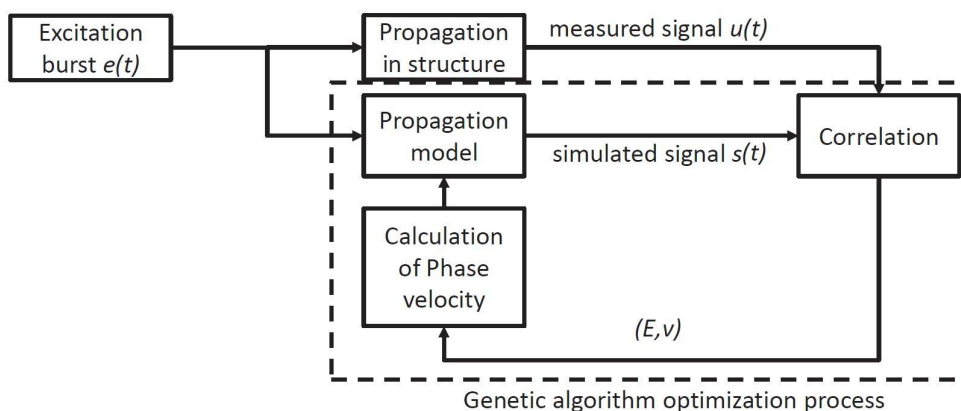 Excitation
burst e(t)
Propagation
in structure
measured signal u(t)
Propagation
model
simulated signal s(t)
Correlation
Calculation
of Phase
velocity
(E,ν)
Genetic algorithm optimization process